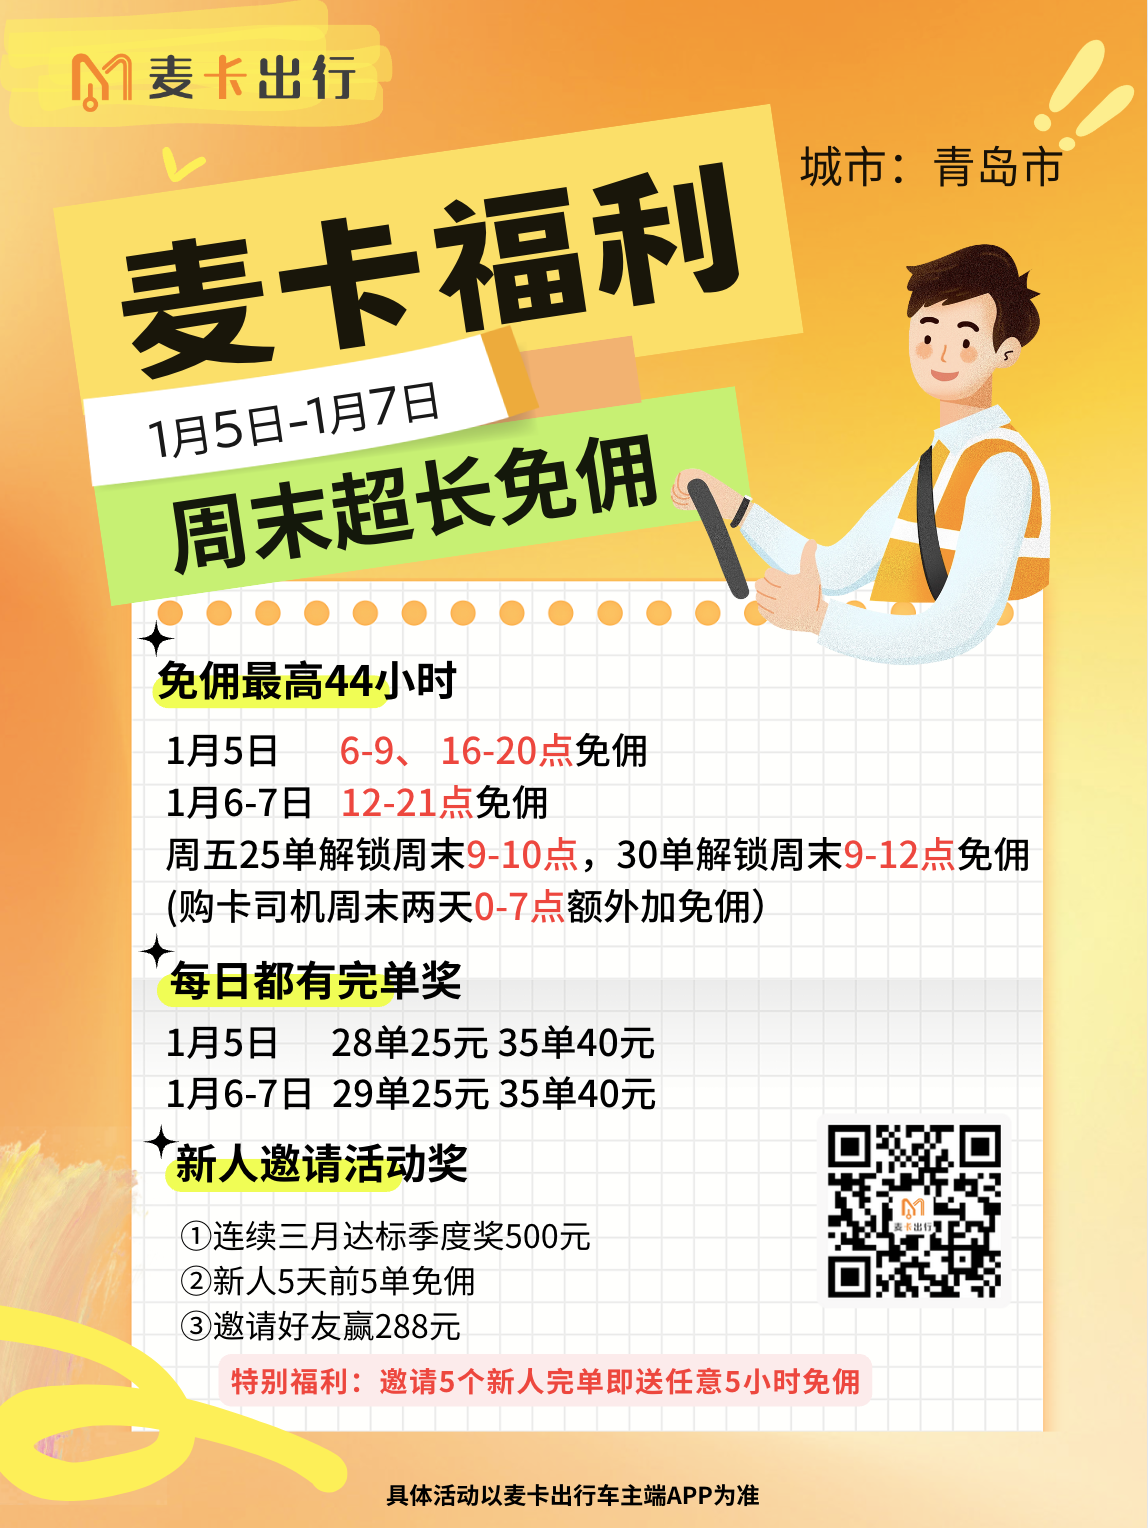 麦卡出行
城市：青岛市
麦卡福利
1月5日-1月7日
周末超长免佣
免佣最高44小时
1月5日 6-9、 16-20点免佣
1月6-7日 12-21点免佣
周五25单解锁周末9-10点，30单解锁周末9-12点免佣
(购卡司机周末两天0-7点额外加免佣）
每日都有完单奖
1月5日 28单25元 35单40元
1月6-7日 29单25元 35单40元
新人邀请活动奖
①连续三月达标季度奖500元
②新人5天前5单免佣
③邀请好友赢288元
麦卡出行
特别福利：邀请5个新人完单即送任意5小时免佣
具体活动以麦卡出行车主端APP为准